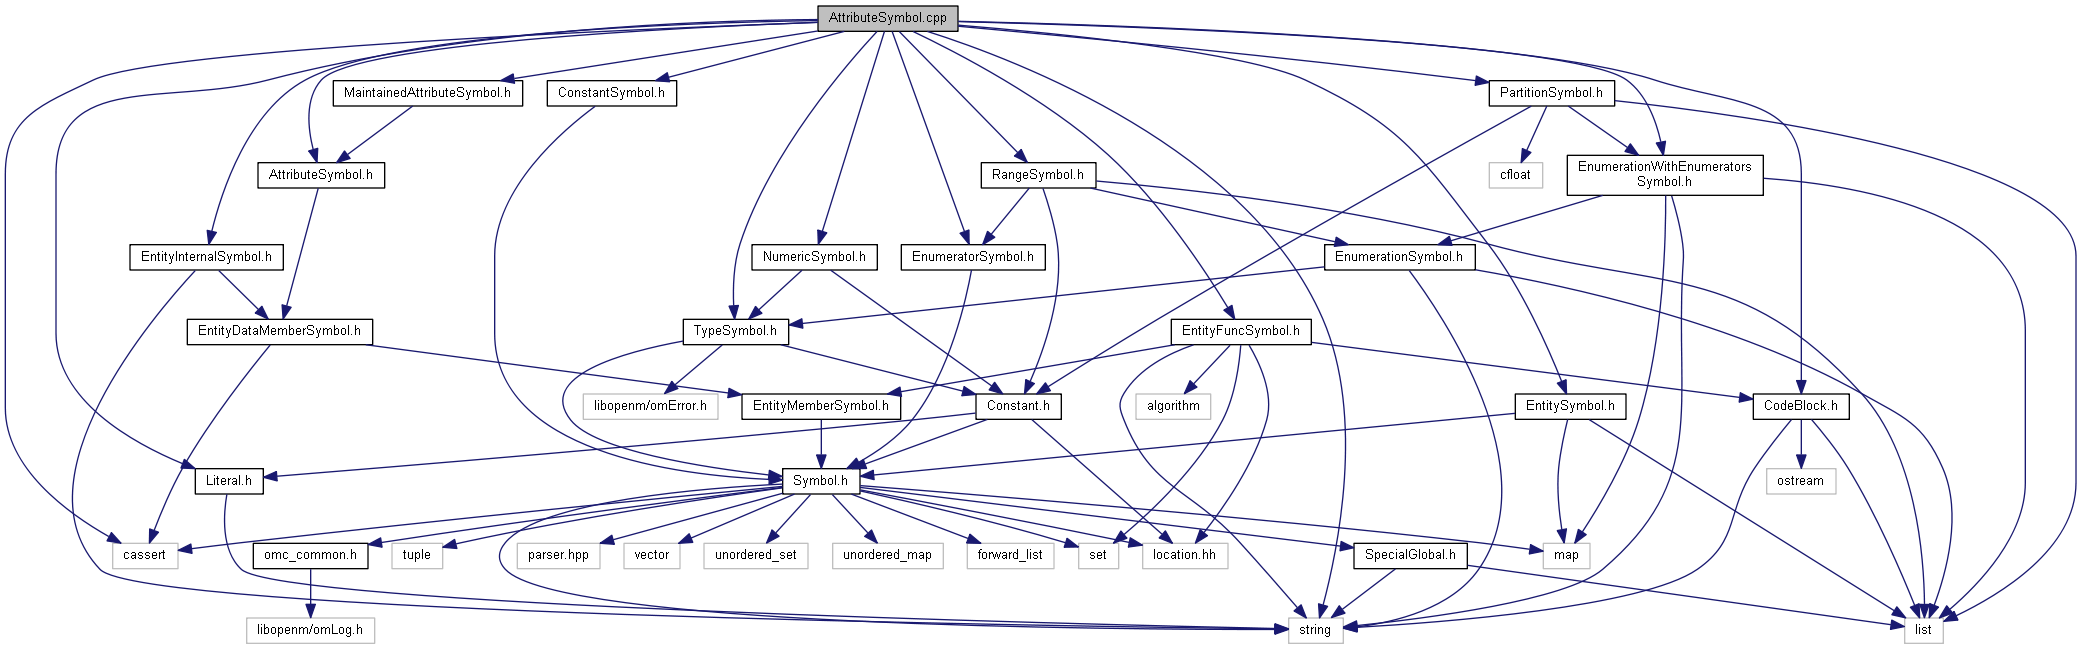 AttributeSymbol.cpp
MaintainedAttributeSymbol.h
ConstantSymbol.h
PartitionSymbol.h
AttributeSymbol.h
RangeSymbol.h
cfloat
EnumerationWithEnumerators
Symbol.h
EntityInternalSymbol.h
NumericSymbol.h
EnumeratorSymbol.h
EnumerationSymbol.h
EntityDataMemberSymbol.h
TypeSymbol.h
EntityFuncSymbol.h
libopenm/omError.h
EntityMemberSymbol.h
Constant.h
algorithm
EntitySymbol.h
CodeBlock.h
Literal.h
Symbol.h
ostream
cassert
omc_common.h
tuple
parser.hpp
vector
unordered_set
unordered_map
forward_list
set
location.hh
SpecialGlobal.h
map
libopenm/omLog.h
string
list